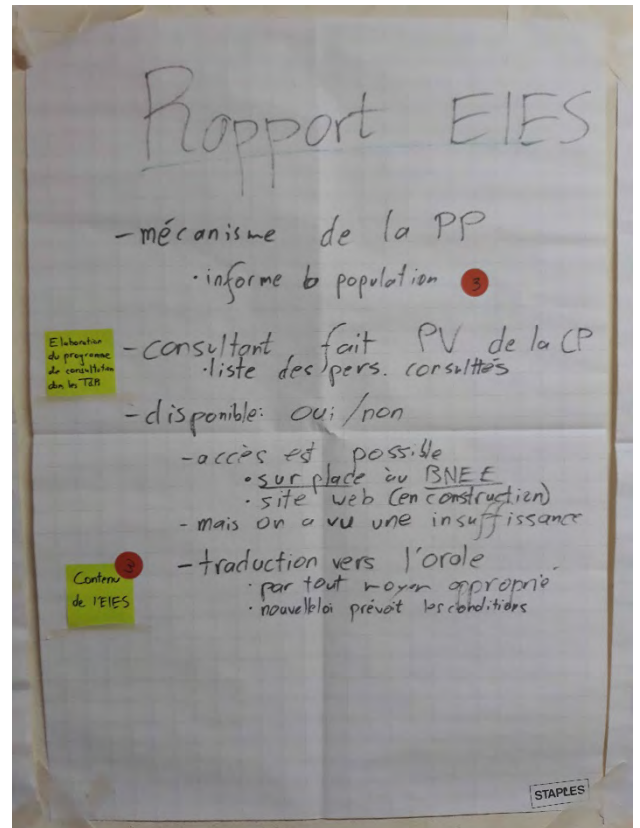 Rapport EIES
- mécanisme de la PP
· informe la population 3
Elaboration
du programme
de consultation
dans les TdR
- consultant fait PV de la CP
· liste des pers. consultés
- disponible: oui/non
- accès est possible
· sur place au BNEE
· site web (en construction)
- mais on a vu une insuffissance
Contenu
de l'EIES
- traduction vers l'orale
· par tout moyen approprié
· nouvelle loi prévoit les conditions
STAPLES